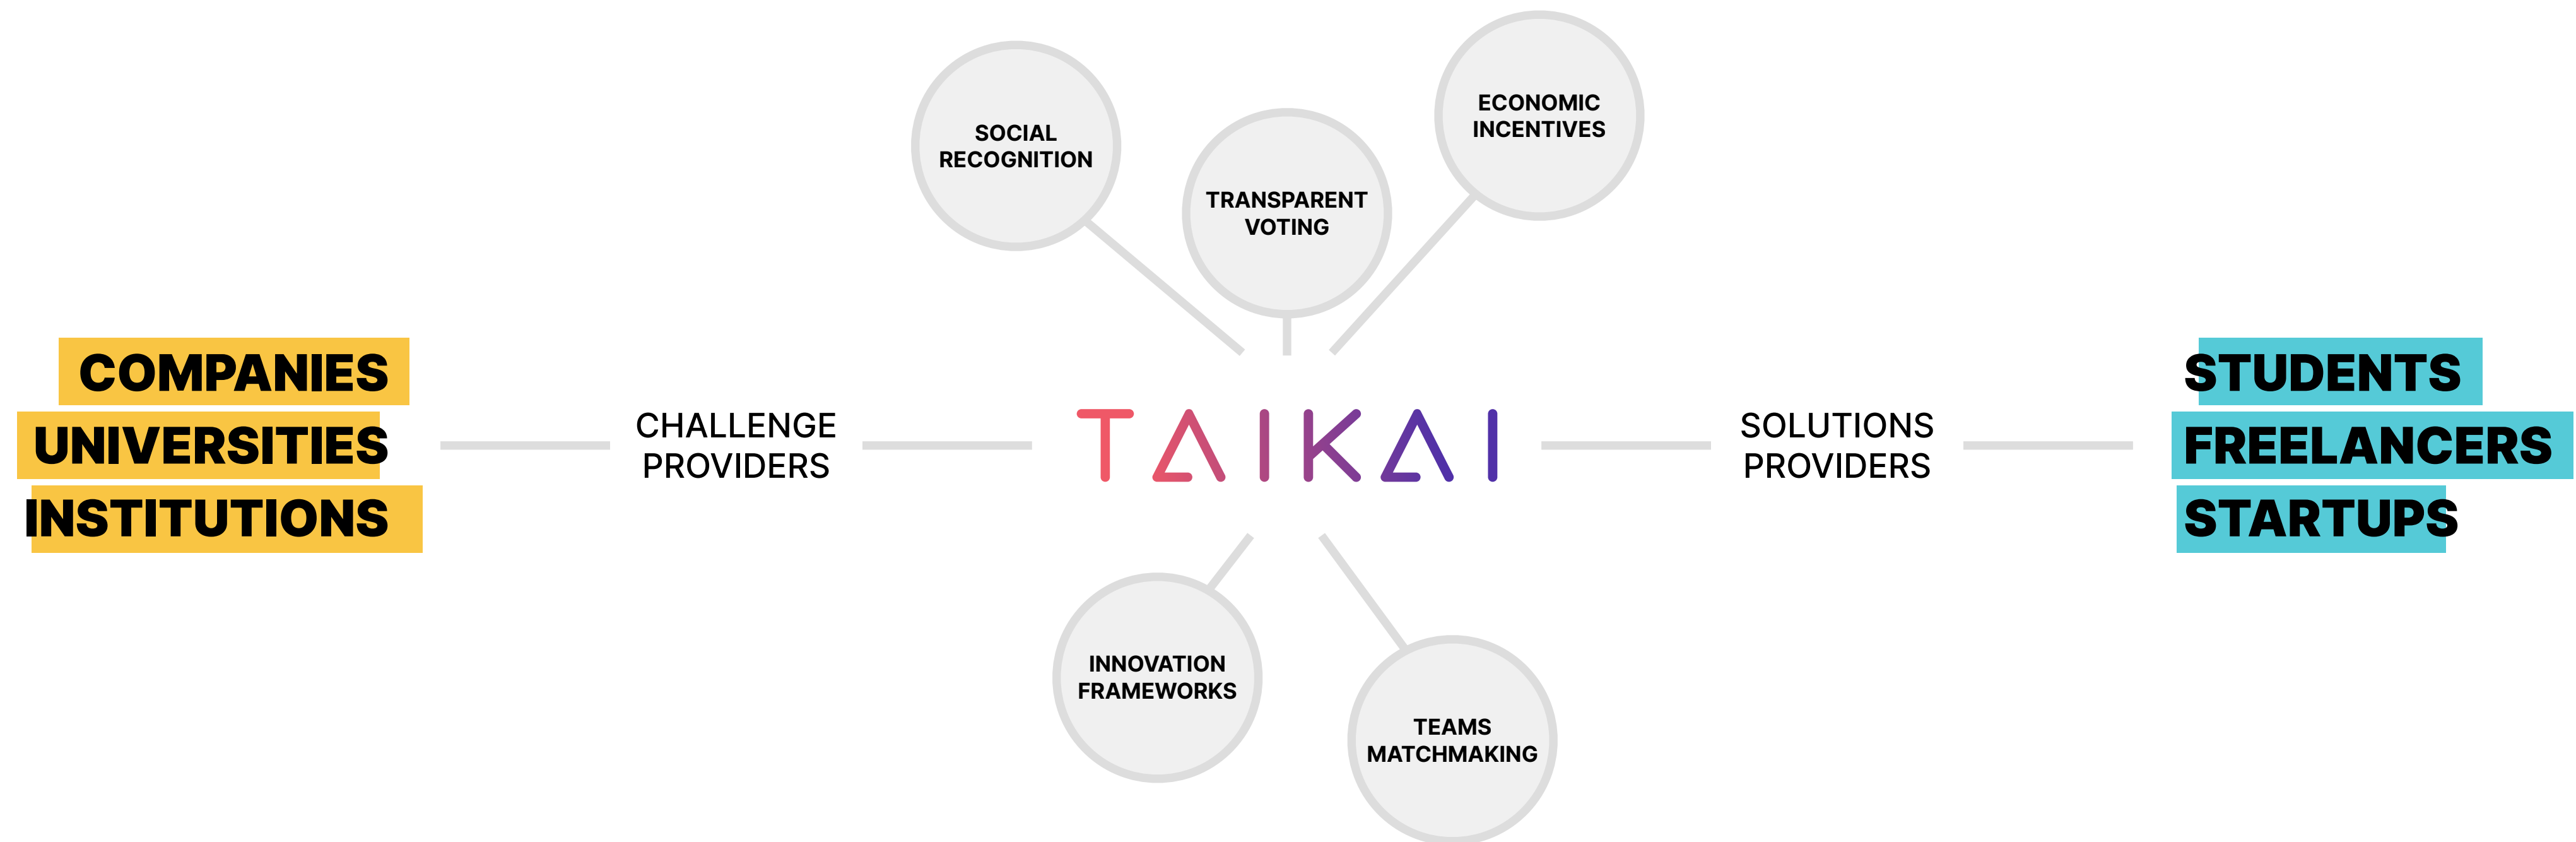 SOCIAL
RECOGNITION
TRANSPARENT
VOTING
ECONOMIC
INCENTIVES
COMPANIES
UNIVERSITIES
INSTITUTIONS
CHALLENGE
PROVIDERS
TAIKAI
SOLUTIONS
PROVIDERS
STUDENTS
FREELANCERS
STARTUPS
INNOVATION
FRAMEWORKS
TEAMS
MATCHMAKING